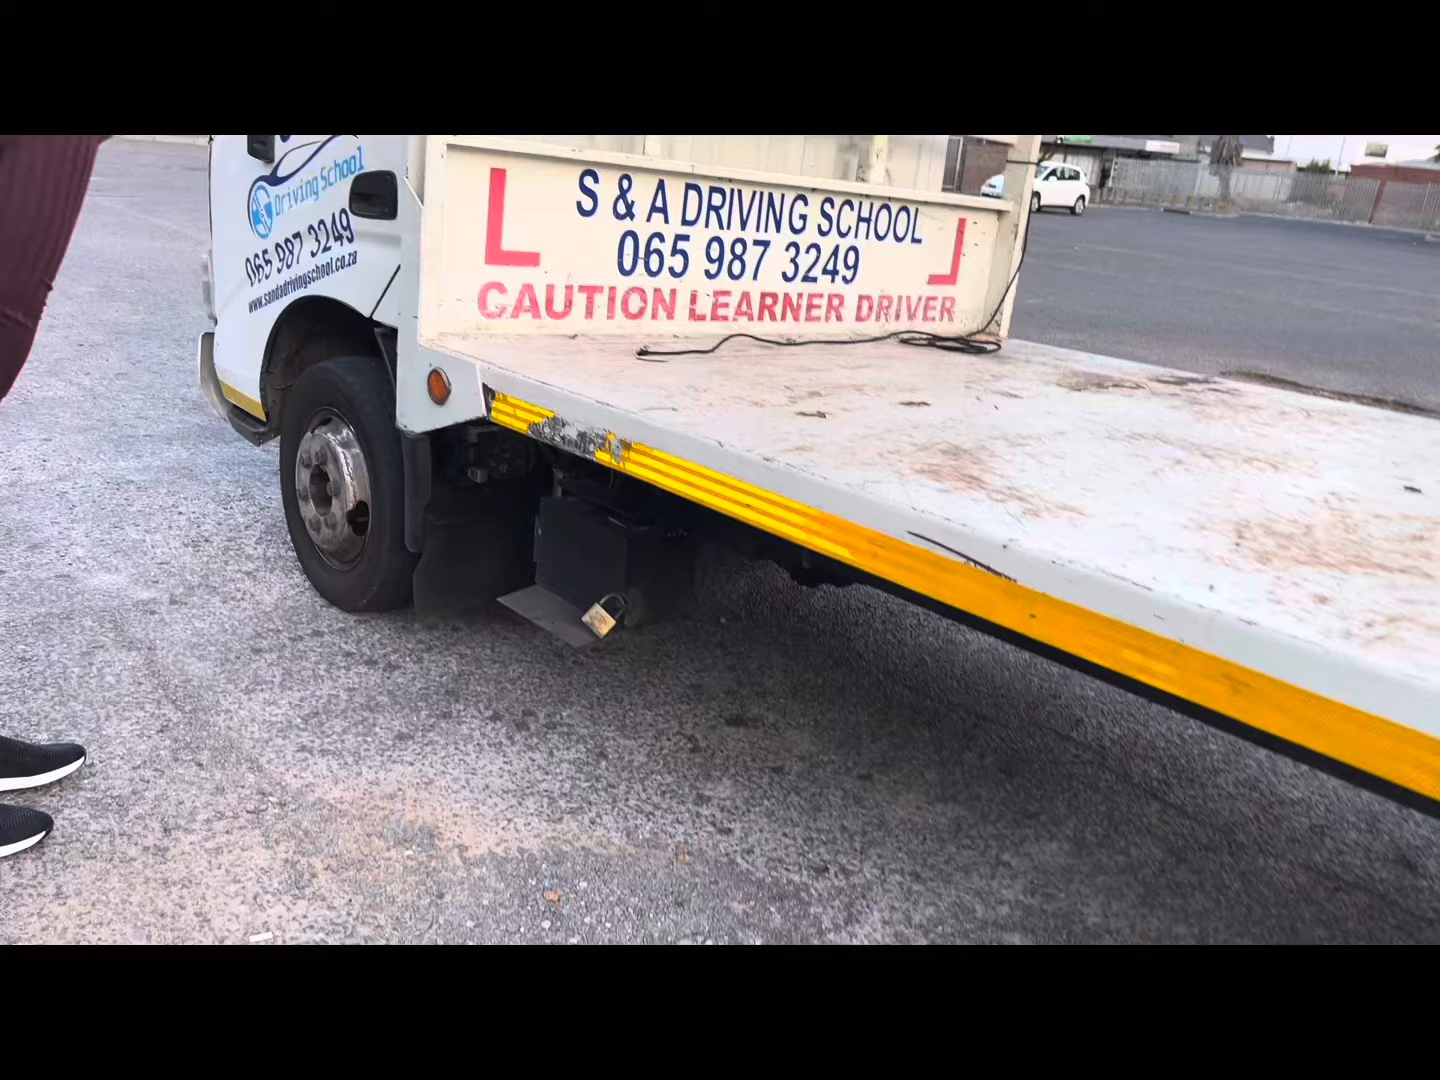 Driving School
065 987 3249
www.sandadrivingschool.co.za
L S & A DRIVING SCHOOL L
065 987 3249
CAUTION LEARNER DRIVER